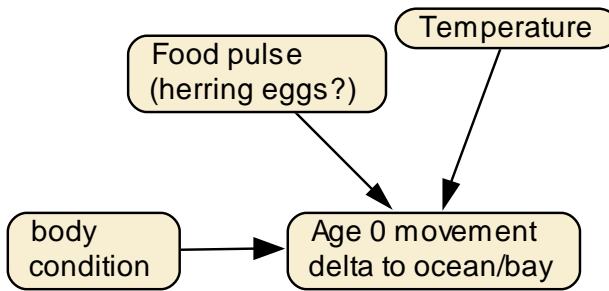 Temperature
Food pulse
(herring eggs?)
body
condition
Age 0 movement
delta to ocean/bay